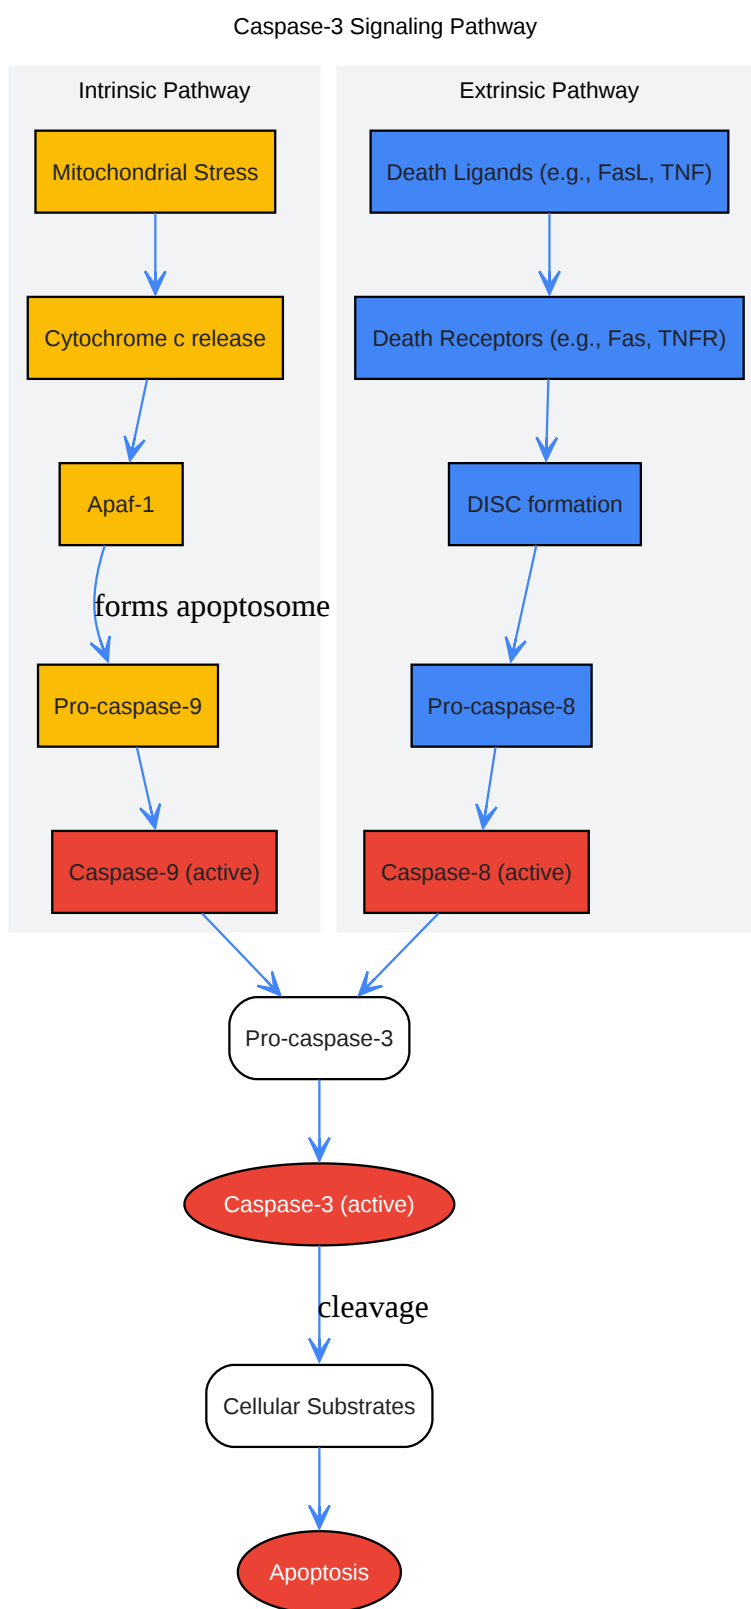 Caspase-3 Signaling Pathway
Intrinsic Pathway
Mitochondrial Stress
Cytochrome c release
Apaf-1
forms apoptosome
Pro-caspase-9
Caspase-9 (active)
Extrinsic Pathway
Death Ligands (e.g., FasL, TNF)
Death Receptors (e.g., Fas, TNFR)
DISC formation
Pro-caspase-8
Caspase-8 (active)
Pro-caspase-3
Caspase-3 (active)
cleavage
Cellular Substrates
Apoptosis